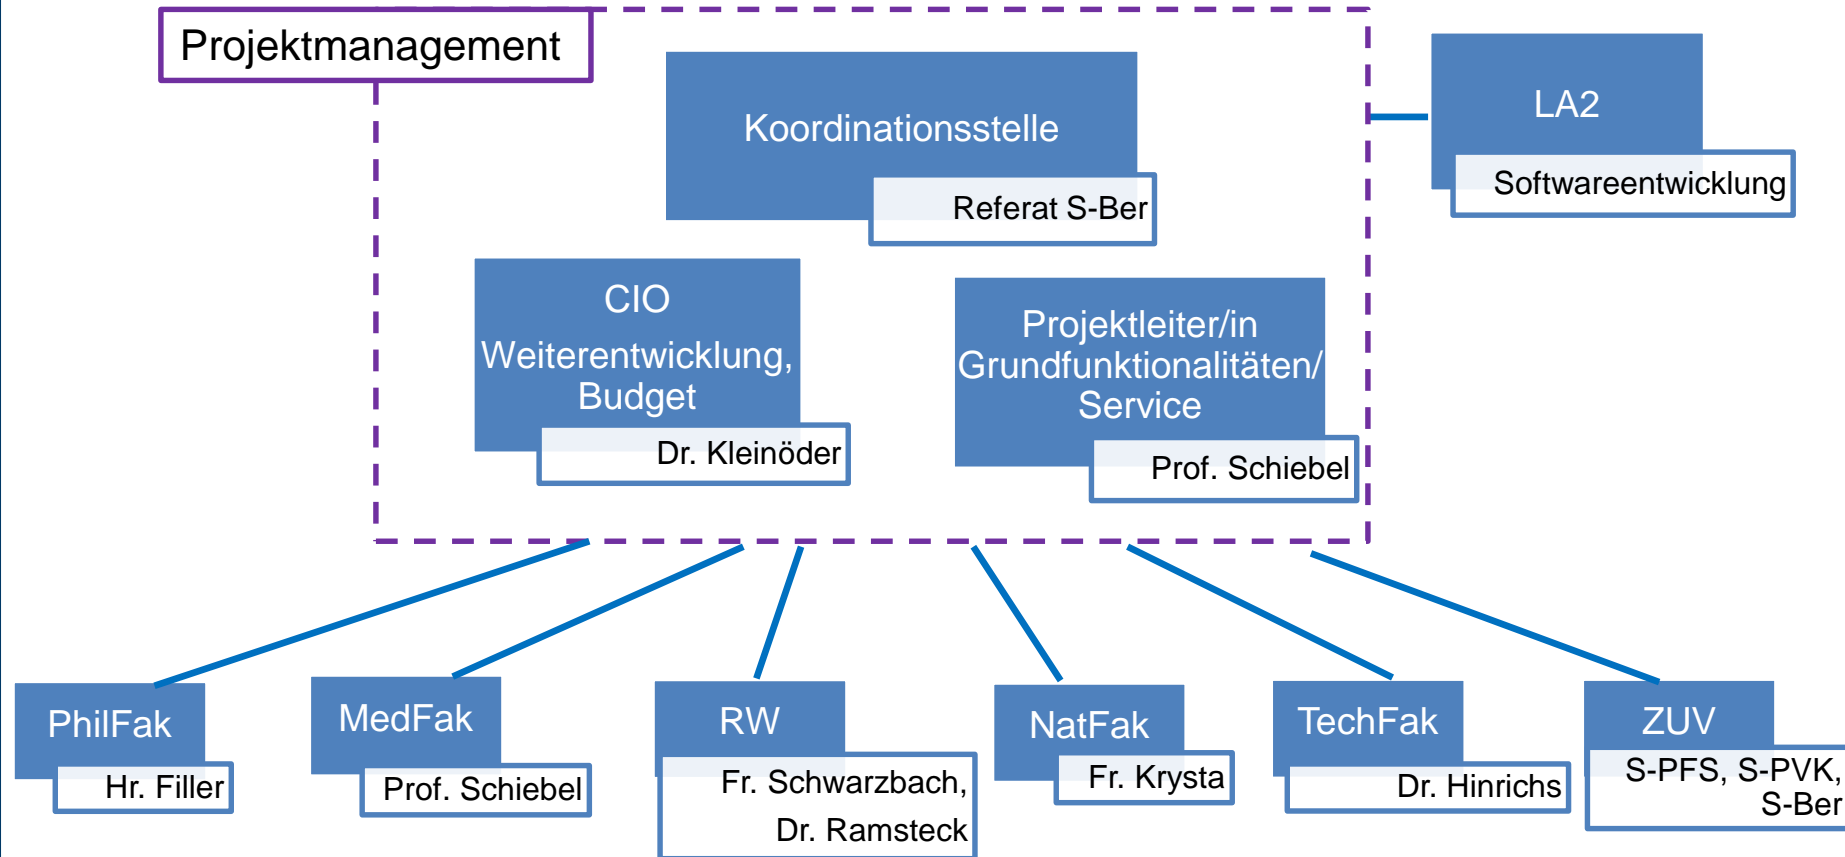 Projektmanagement
Koordinationsstelle
Referat S-Ber
LA2
Softwareentwicklung
CIO
Weiterentwicklung,
Budget
Dr. Kleinöder
Projektleiter/in
Grundfunktionalitäten/
Service
Prof. Schiebel
PhilFak
Hr. Filler
MedFak
Prof. Schiebel
RW
Fr. Schwarzbach,
Dr. Ramsteck
NatFak
Fr. Krysta
TechFak
Dr. Hinrichs
ZUV
S-PFS, S-PVK,
S-Ber